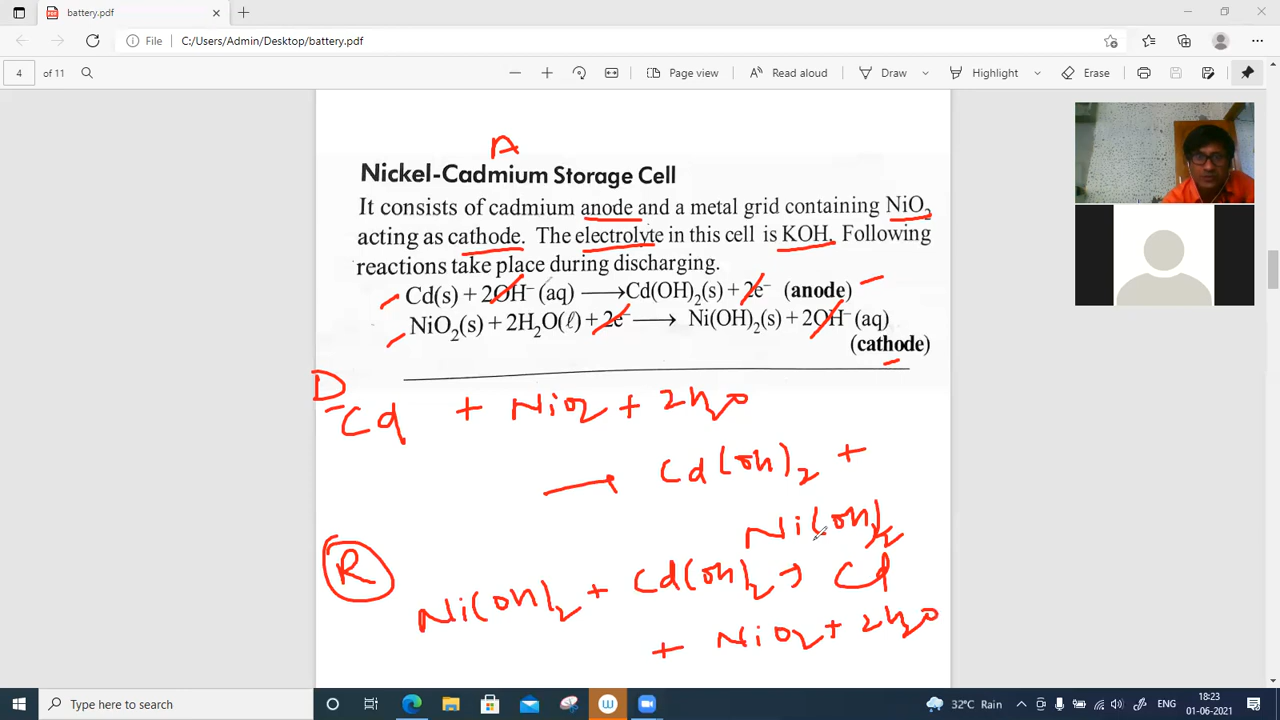 battery.pdf
File
C:/Users/Admin/Desktop/battery.pdf
4 of 11
Page view
Read aloud
Draw
Highlight
Erase
A
Nickel-Cadmium Storage Cell
It consists of cadmium anode and a metal grid containing NiO₂
acting as cathode. The electrolyte in this cell is KOH. Following
reactions take place during discharging.
Cd(s) + 2OH⁻ (aq) ⟶ Cd(OH)₂(s) + 2e⁻ (anode)
NiO₂(s) + 2H₂O(ℓ) + 2e⁻ ⟶ Ni(OH)₂(s) + 2OH⁻ (aq)
(cathode)
D
Cd + NiO₂ + 2H₂O
⟶ Cd(OH)₂ +
Ni(OH)₂
R
Ni(OH)₂ + Cd(OH)₂ → Cd
+ NiO₂ + 2H₂O
Type here to search
32°C Rain
18:23
01-06-2021